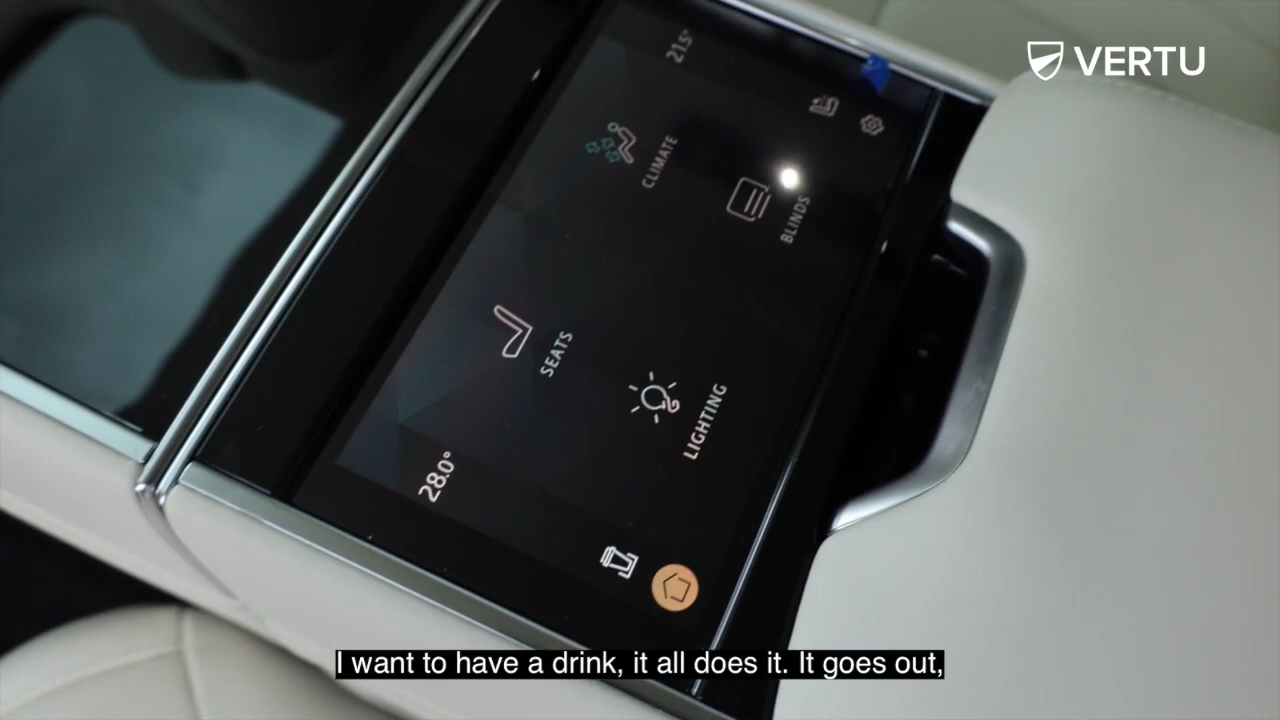 VERTU
21.5°
CLIMATE
BLINDS
SEATS
LIGHTING
28.0°
I want to have a drink, it all does it. It goes out,